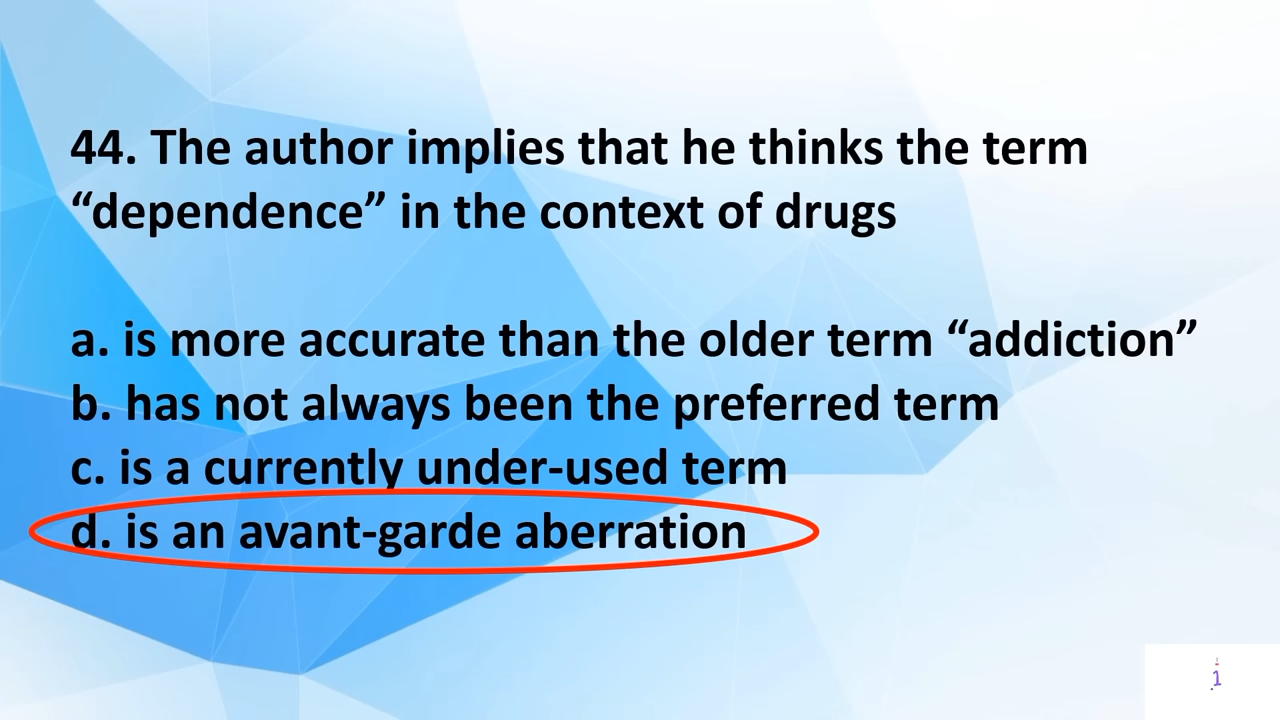 44. The author implies that he thinks the term
“dependence” in the context of drugs
a. is more accurate than the older term “addiction”
b. has not always been the preferred term
c. is a currently under-used term
d. is an avant-garde aberration
1